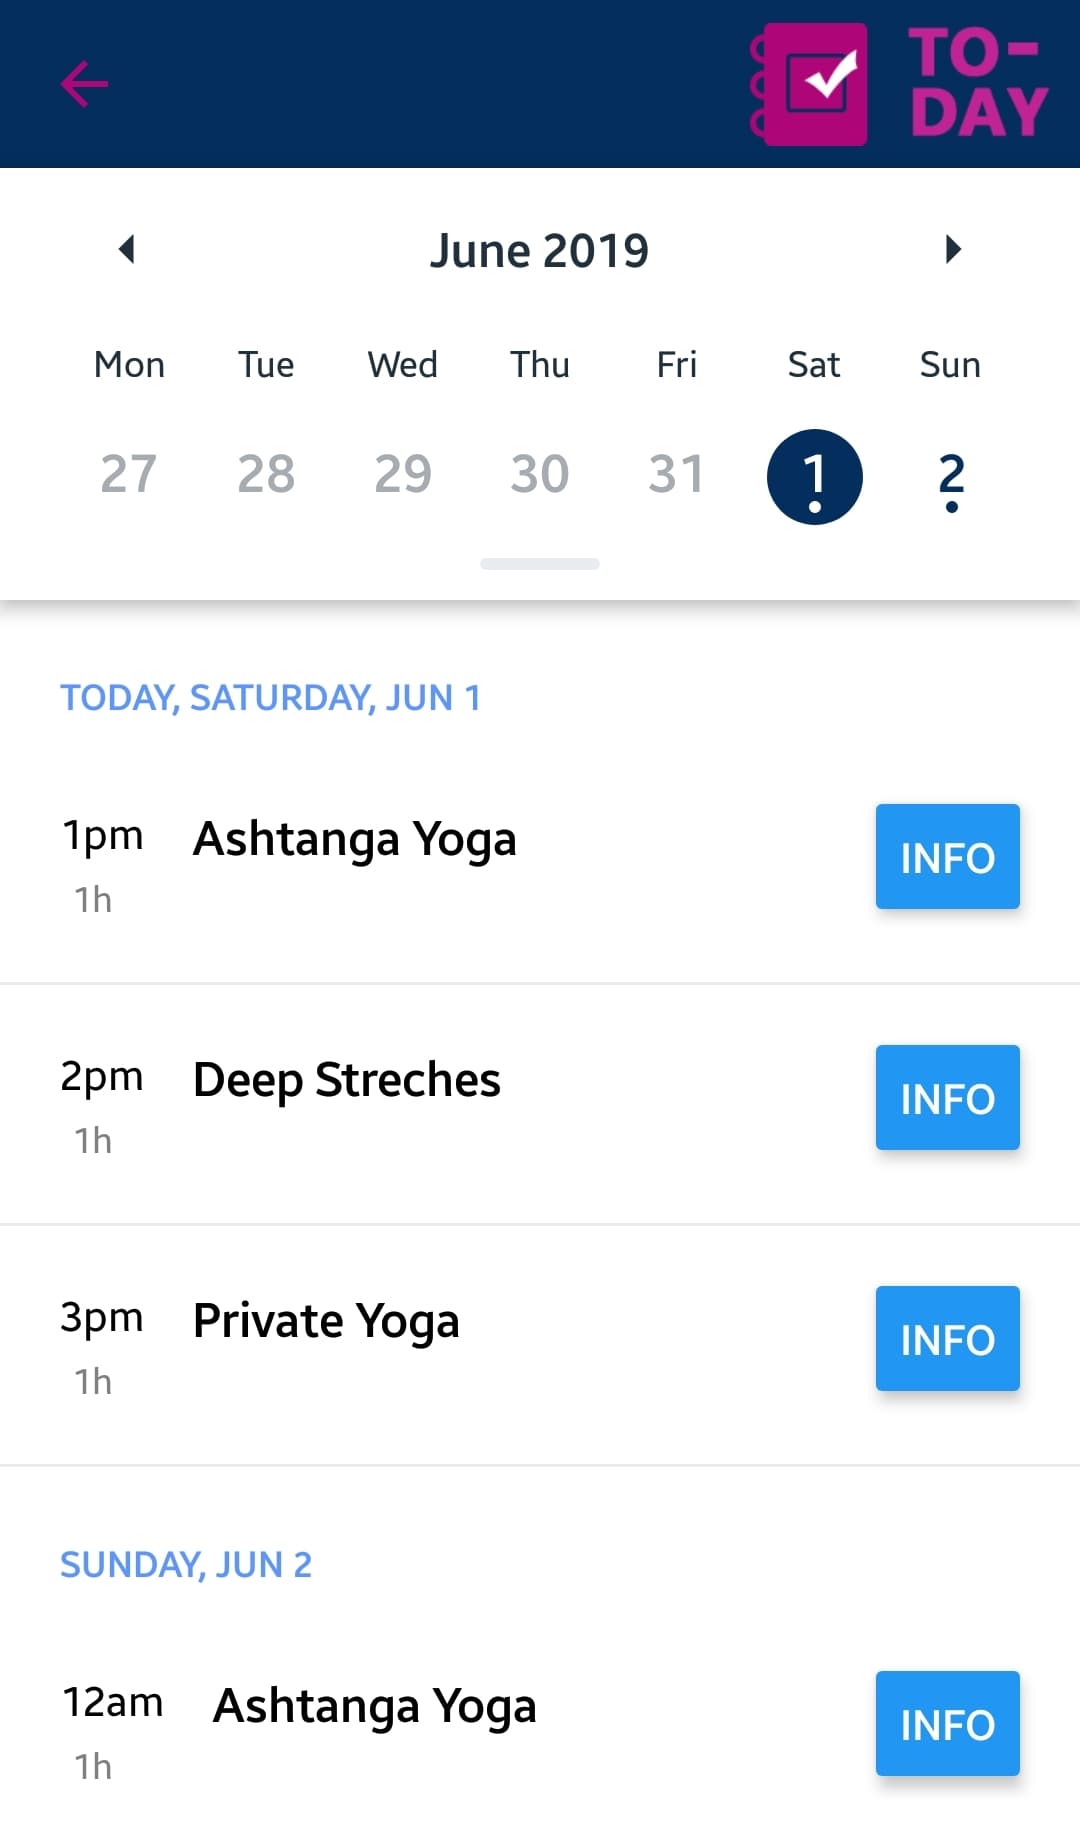 TO-
DAY
June 2019
Mon Tue Wed Thu Fri Sat Sun
27 28 29 30 31 1 2
TODAY, SATURDAY, JUN 1
1pm Ashtanga Yoga INFO
1h
2pm Deep Streches INFO
1h
3pm Private Yoga INFO
1h
SUNDAY, JUN 2
12am Ashtanga Yoga INFO
1h